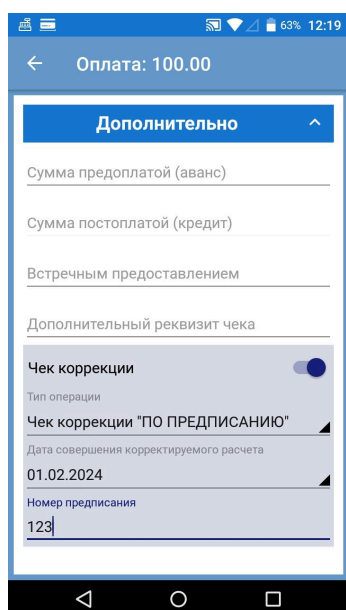 63% 12:19
Оплата: 100.00
Дополнительно
Сумма предоплатой (аванс)
Сумма постоплатой (кредит)
Встречным предоставлением
Дополнительный реквизит чека
Чек коррекции
Тип операции
Чек коррекции "ПО ПРЕДПИСАНИЮ"
Дата совершения корректируемого расчета
01.02.2024
Номер предписания
123